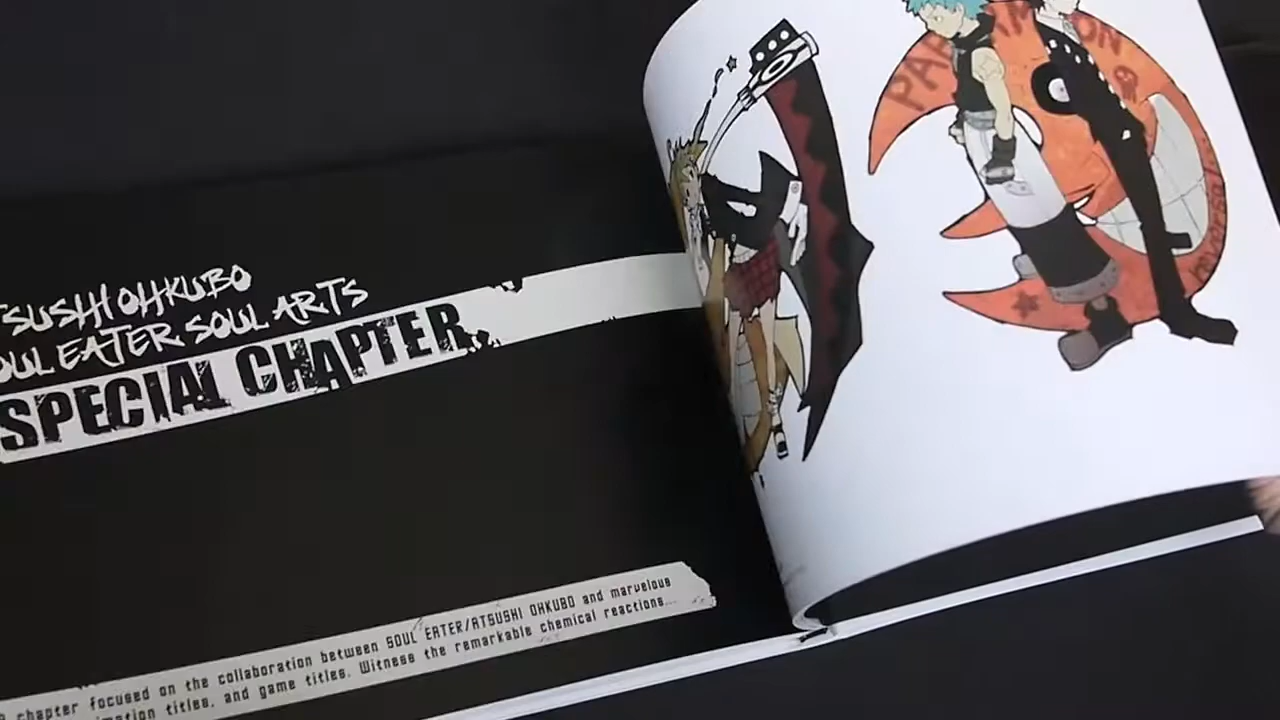 TSUSHI OHKUBO
OUL EATER SOUL ARTS
SPECIAL CHAPTER
chapter focused on the collaboration between SOUL EATER/ATSUSHI OHKUBO and marvelous
mation titles, and game titles. Witness the remarkable chemical reactions...